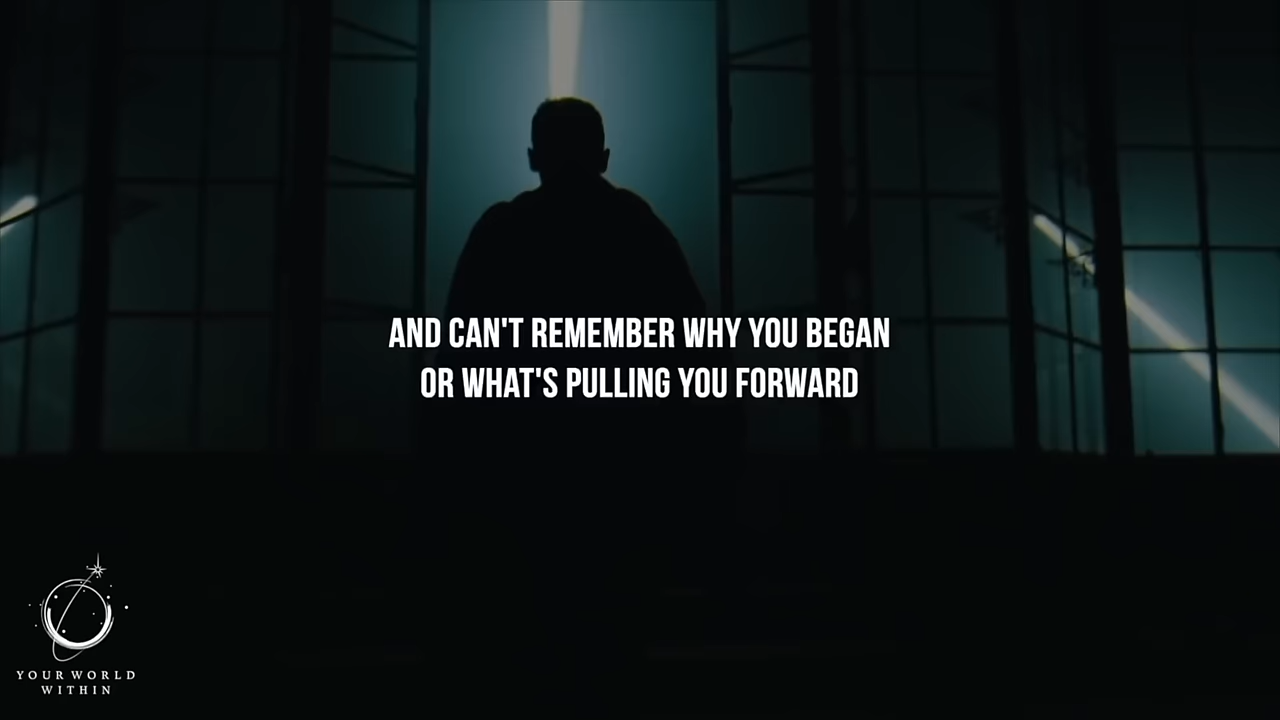 AND CAN'T REMEMBER WHY YOU BEGAN
OR WHAT'S PULLING YOU FORWARD
YOUR WORLD
WITHIN